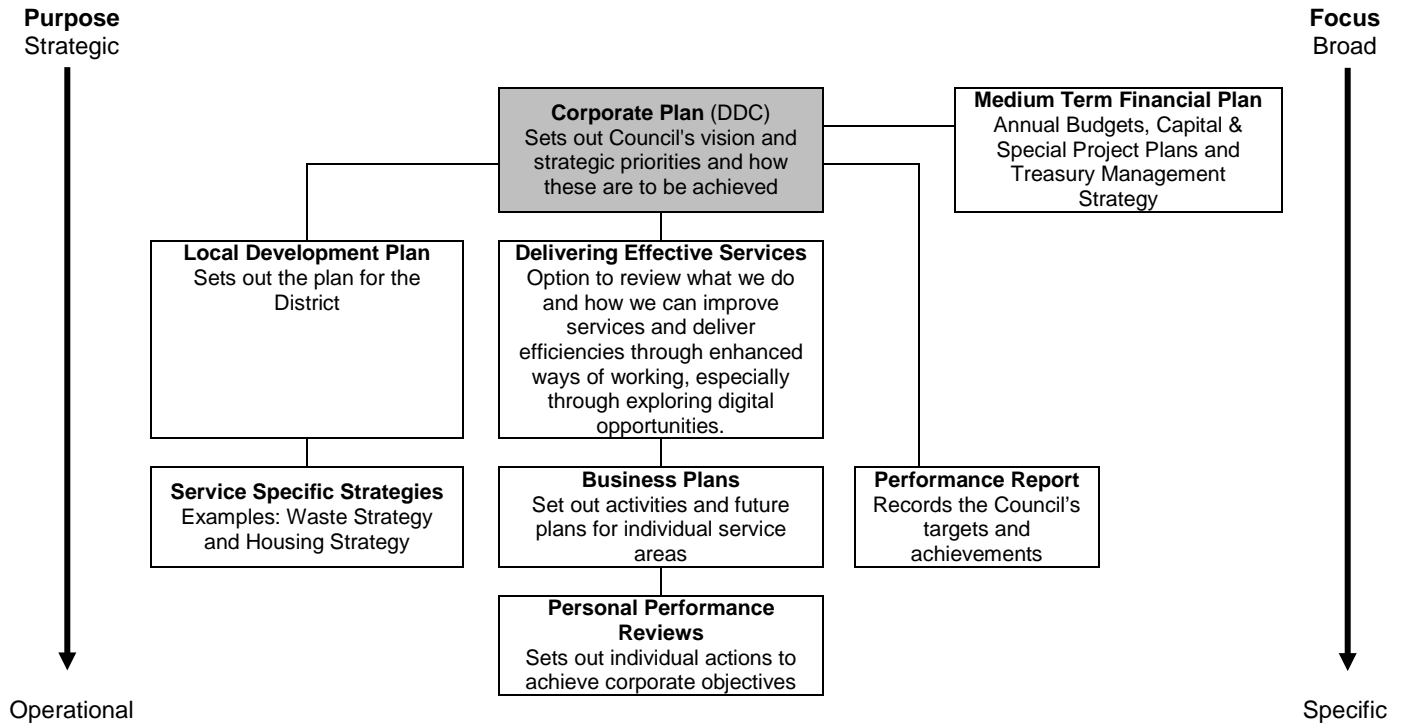 Purpose
Strategic
Focus
Broad
Corporate Plan (DDC)
Sets out Council's vision and
strategic priorities and how
these are to be achieved
Medium Term Financial Plan
Annual Budgets, Capital &
Special Project Plans and
Treasury Management
Strategy
Local Development Plan
Sets out the plan for the
District
Delivering Effective Services
Option to review what we do
and how we can improve
services and deliver
efficiencies through enhanced
ways of working, especially
through exploring digital
opportunities.
Service Specific Strategies
Examples: Waste Strategy
and Housing Strategy
Business Plans
Set out activities and future
plans for individual service
areas
Performance Report
Records the Council’s
targets and
achievements
Personal Performance
Reviews
Sets out individual actions to
achieve corporate objectives
Operational
Specific